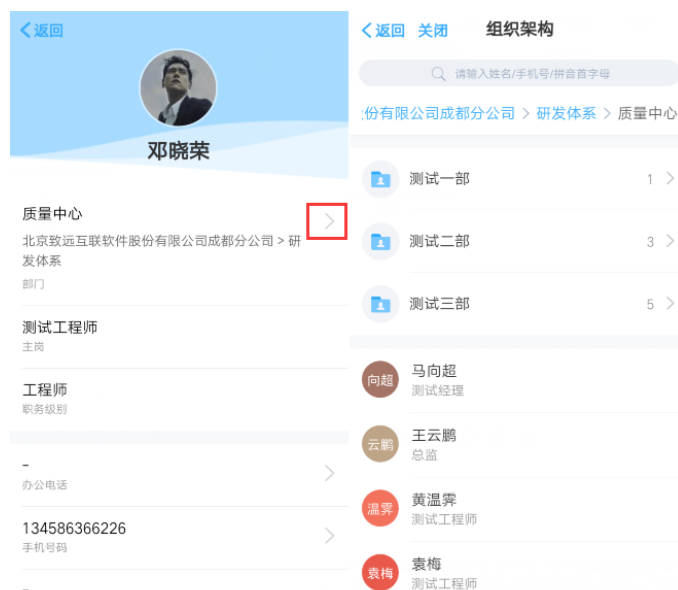 返回
邓晓荣
质量中心
北京致远互联软件股份有限公司成都分公司 > 研
发体系
部门
测试工程师
主岗
工程师
职务级别
-
办公电话
134586366226
手机号码
-
返回 关闭 组织架构
请输入姓名/手机号/拼音首字母
份有限公司成都分公司 > 研发体系 > 质量中心
测试一部 1
测试二部 3
测试三部 5
向超 马向超
测试经理
云鹏 王云鹏
总监
温霁 黄温霁
测试工程师
袁梅 袁梅
测试工程师